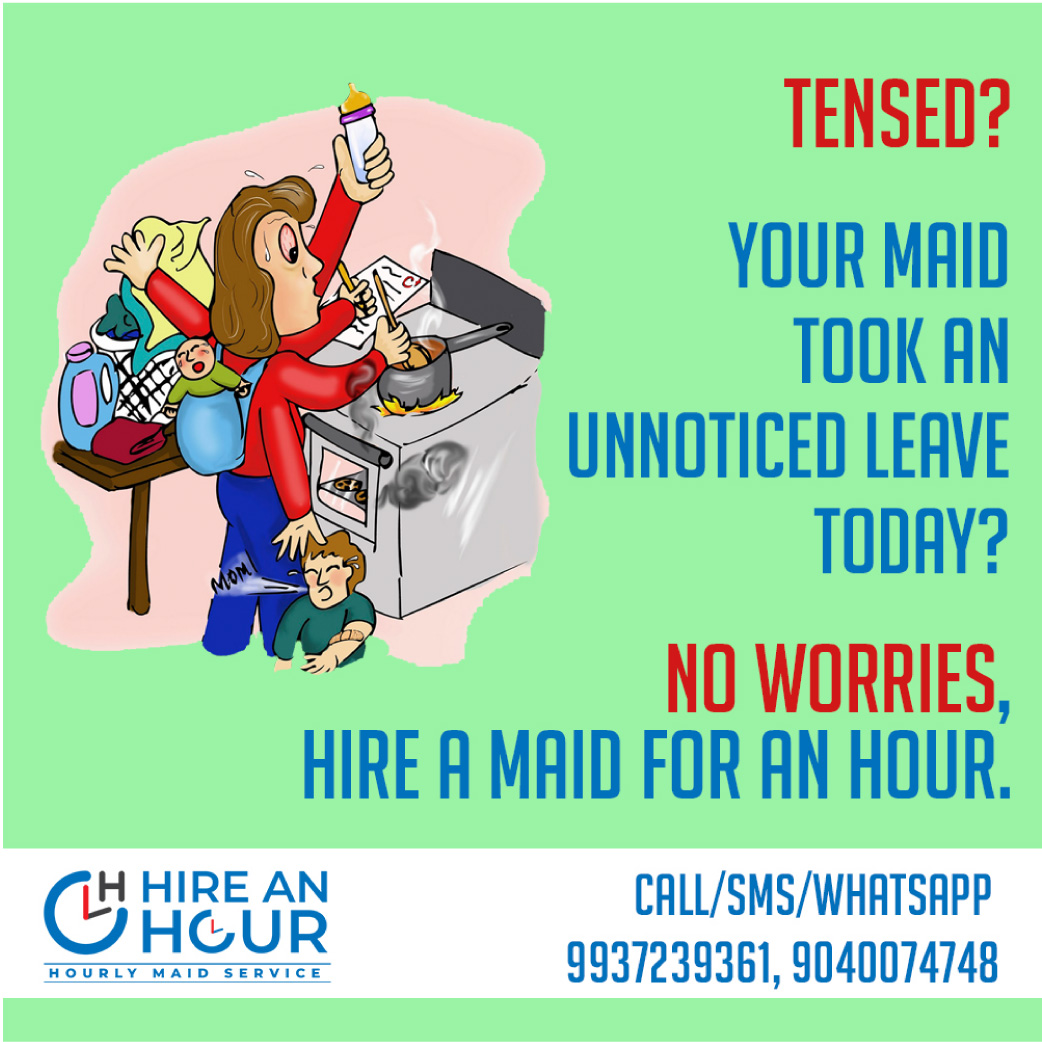 TENSED?
YOUR MAID
TOOK AN
UNNOTICED LEAVE
TODAY?
C+
MOM!
NO WORRIES,
HIRE A MAID FOR AN HOUR.
H HIRE AN
HOUR
HOURLY MAID SERVICE
CALL/SMS/WHATSAPP
9937239361, 9040074748